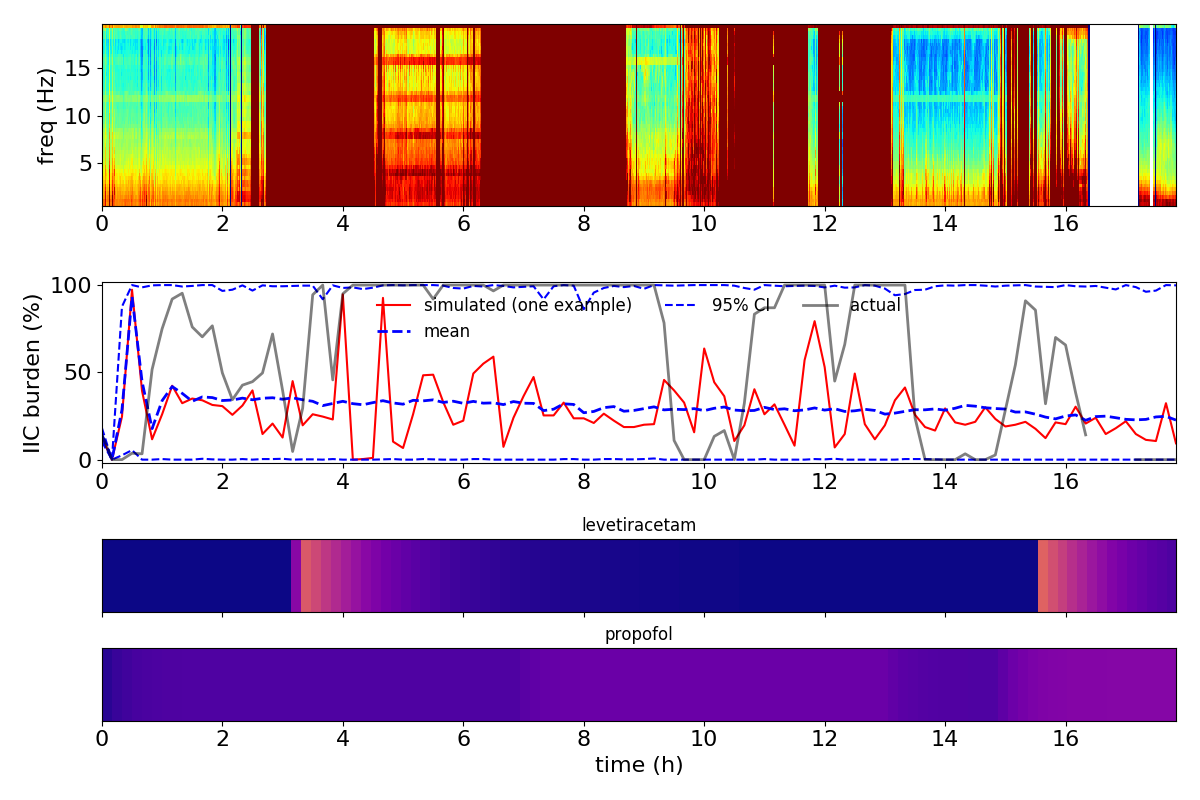 freq (Hz)
15
10
5
0 2 4 6 8 10 12 14 16
IIC burden (%)
100
50
0
simulated (one example) 95% CI actual
mean
0 2 4 6 8 10 12 14 16
levetiracetam
propofol
0 2 4 6 8 10 12 14 16
time (h)